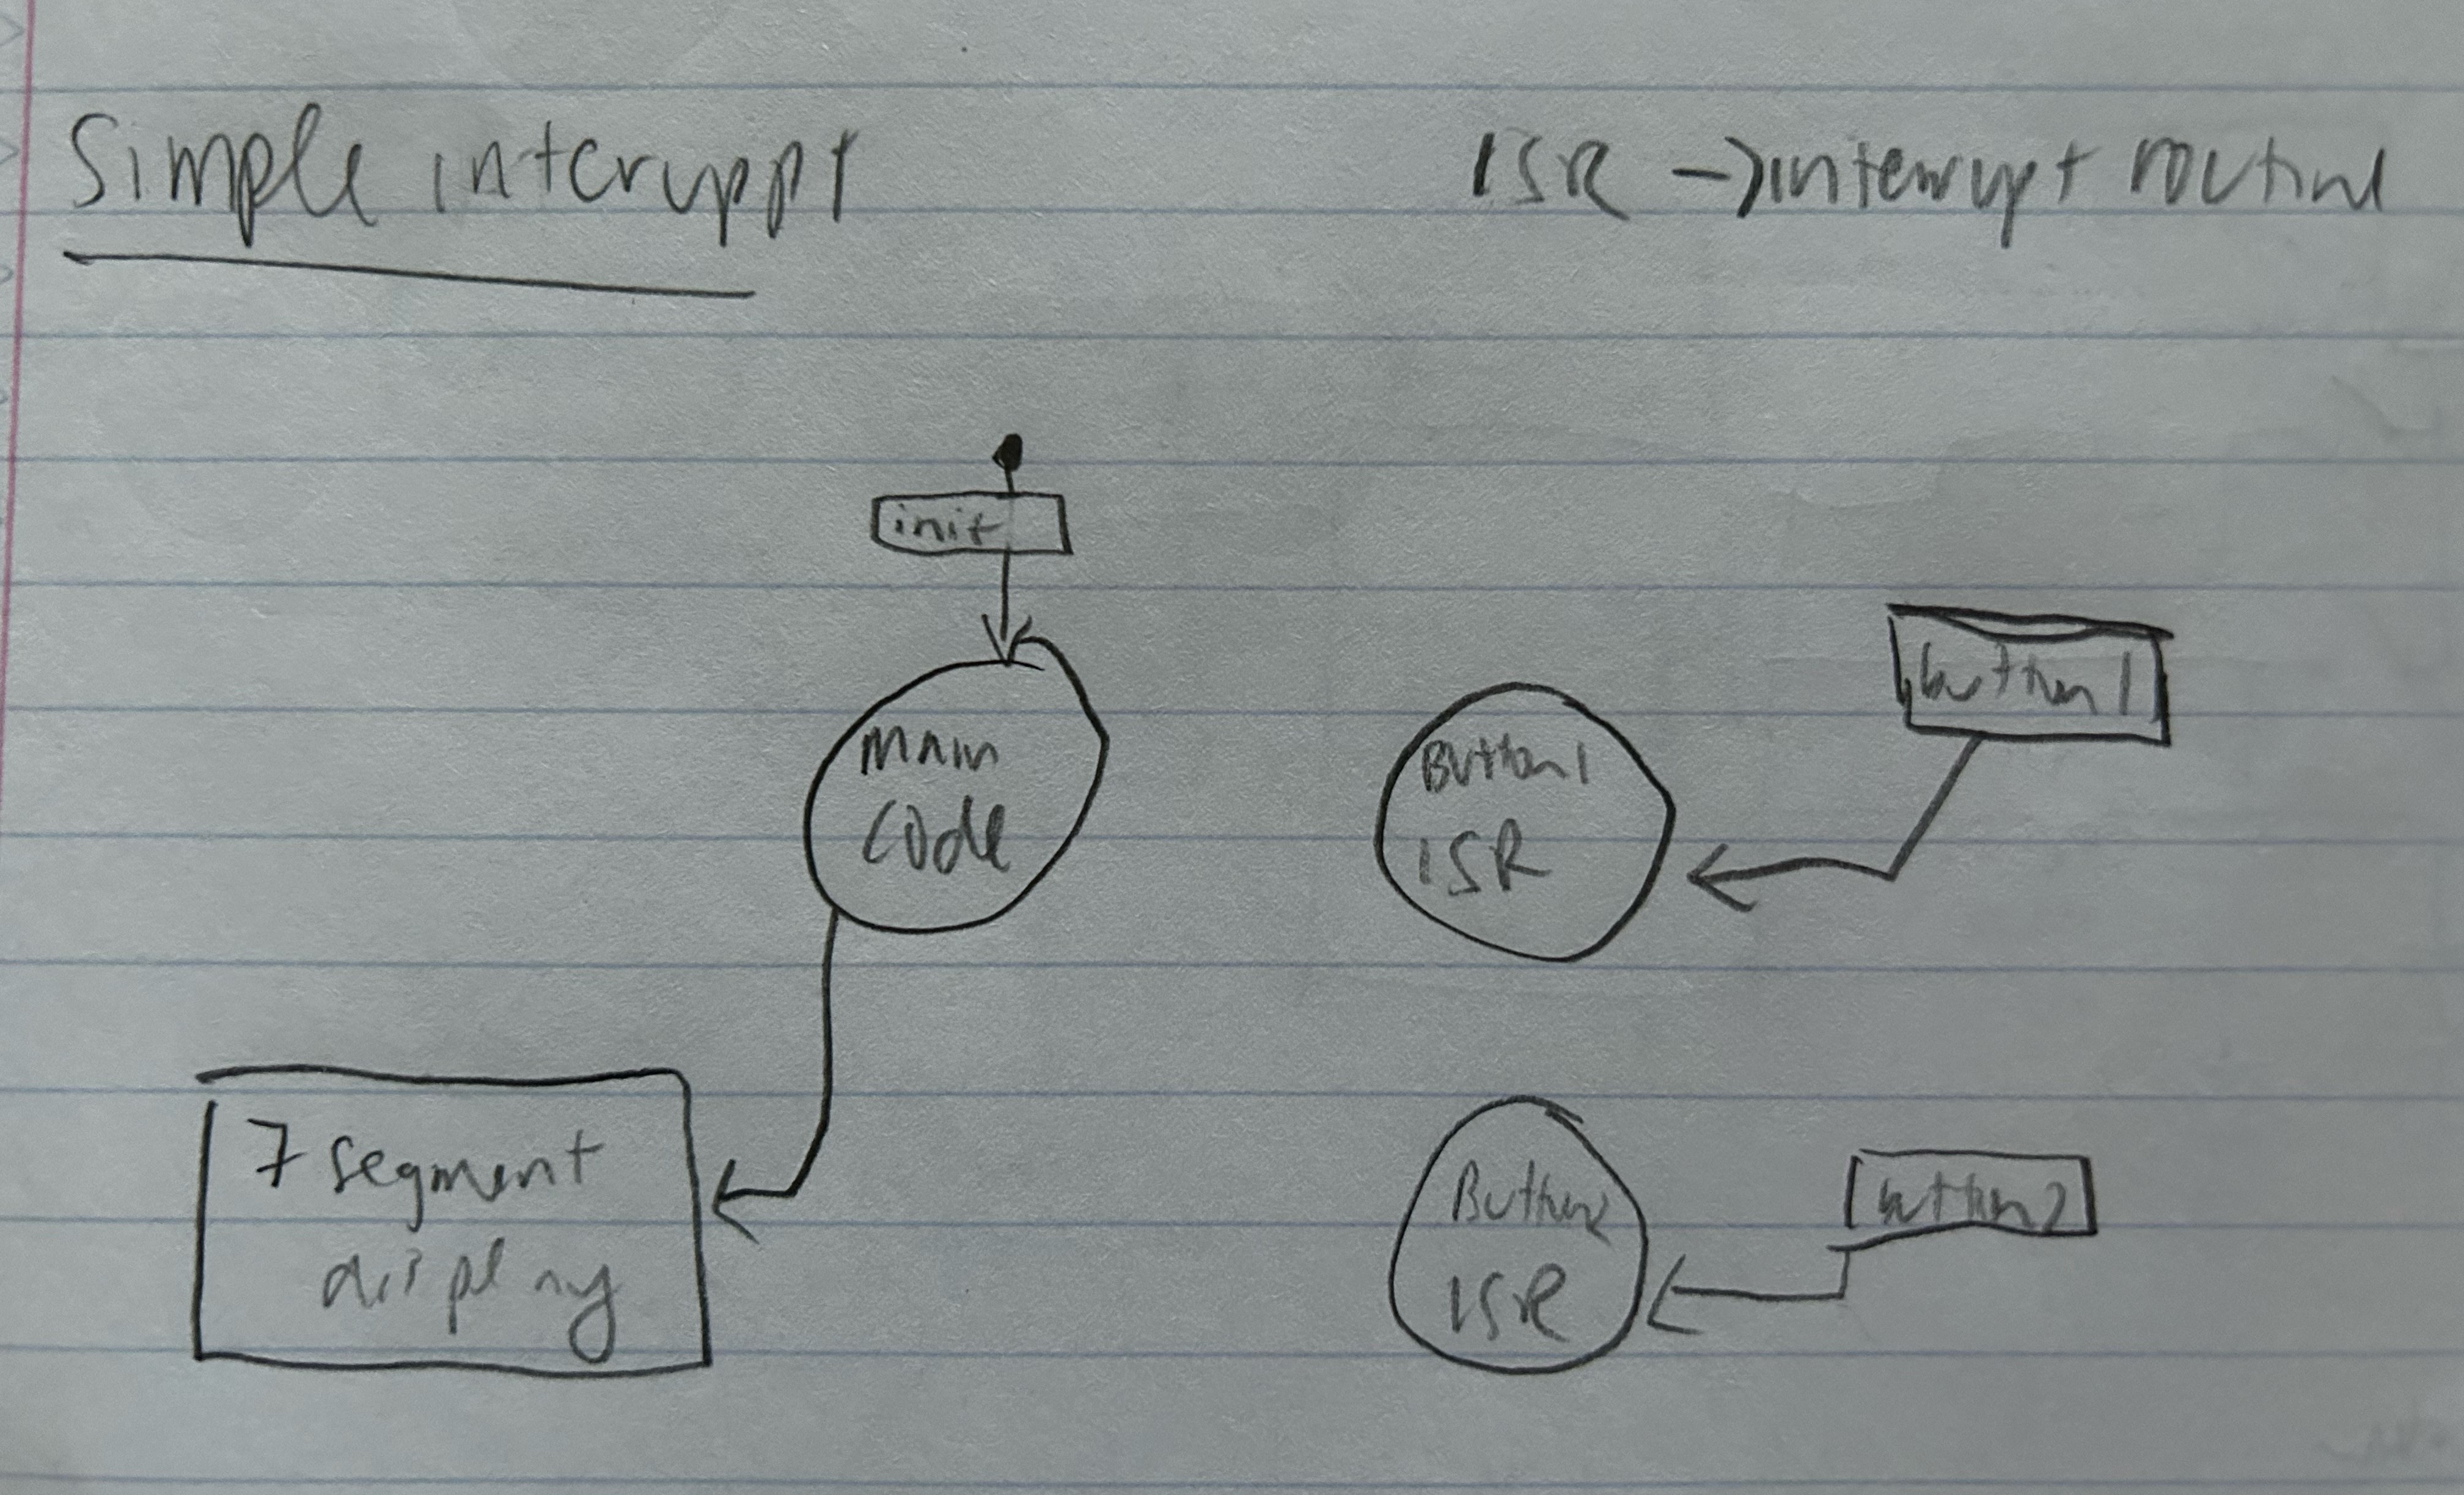 Simple interuppt
ISR → interrupt routine
init
main
code
Button1
ISR
button1
7 segment
display
Button2
ISR
button2